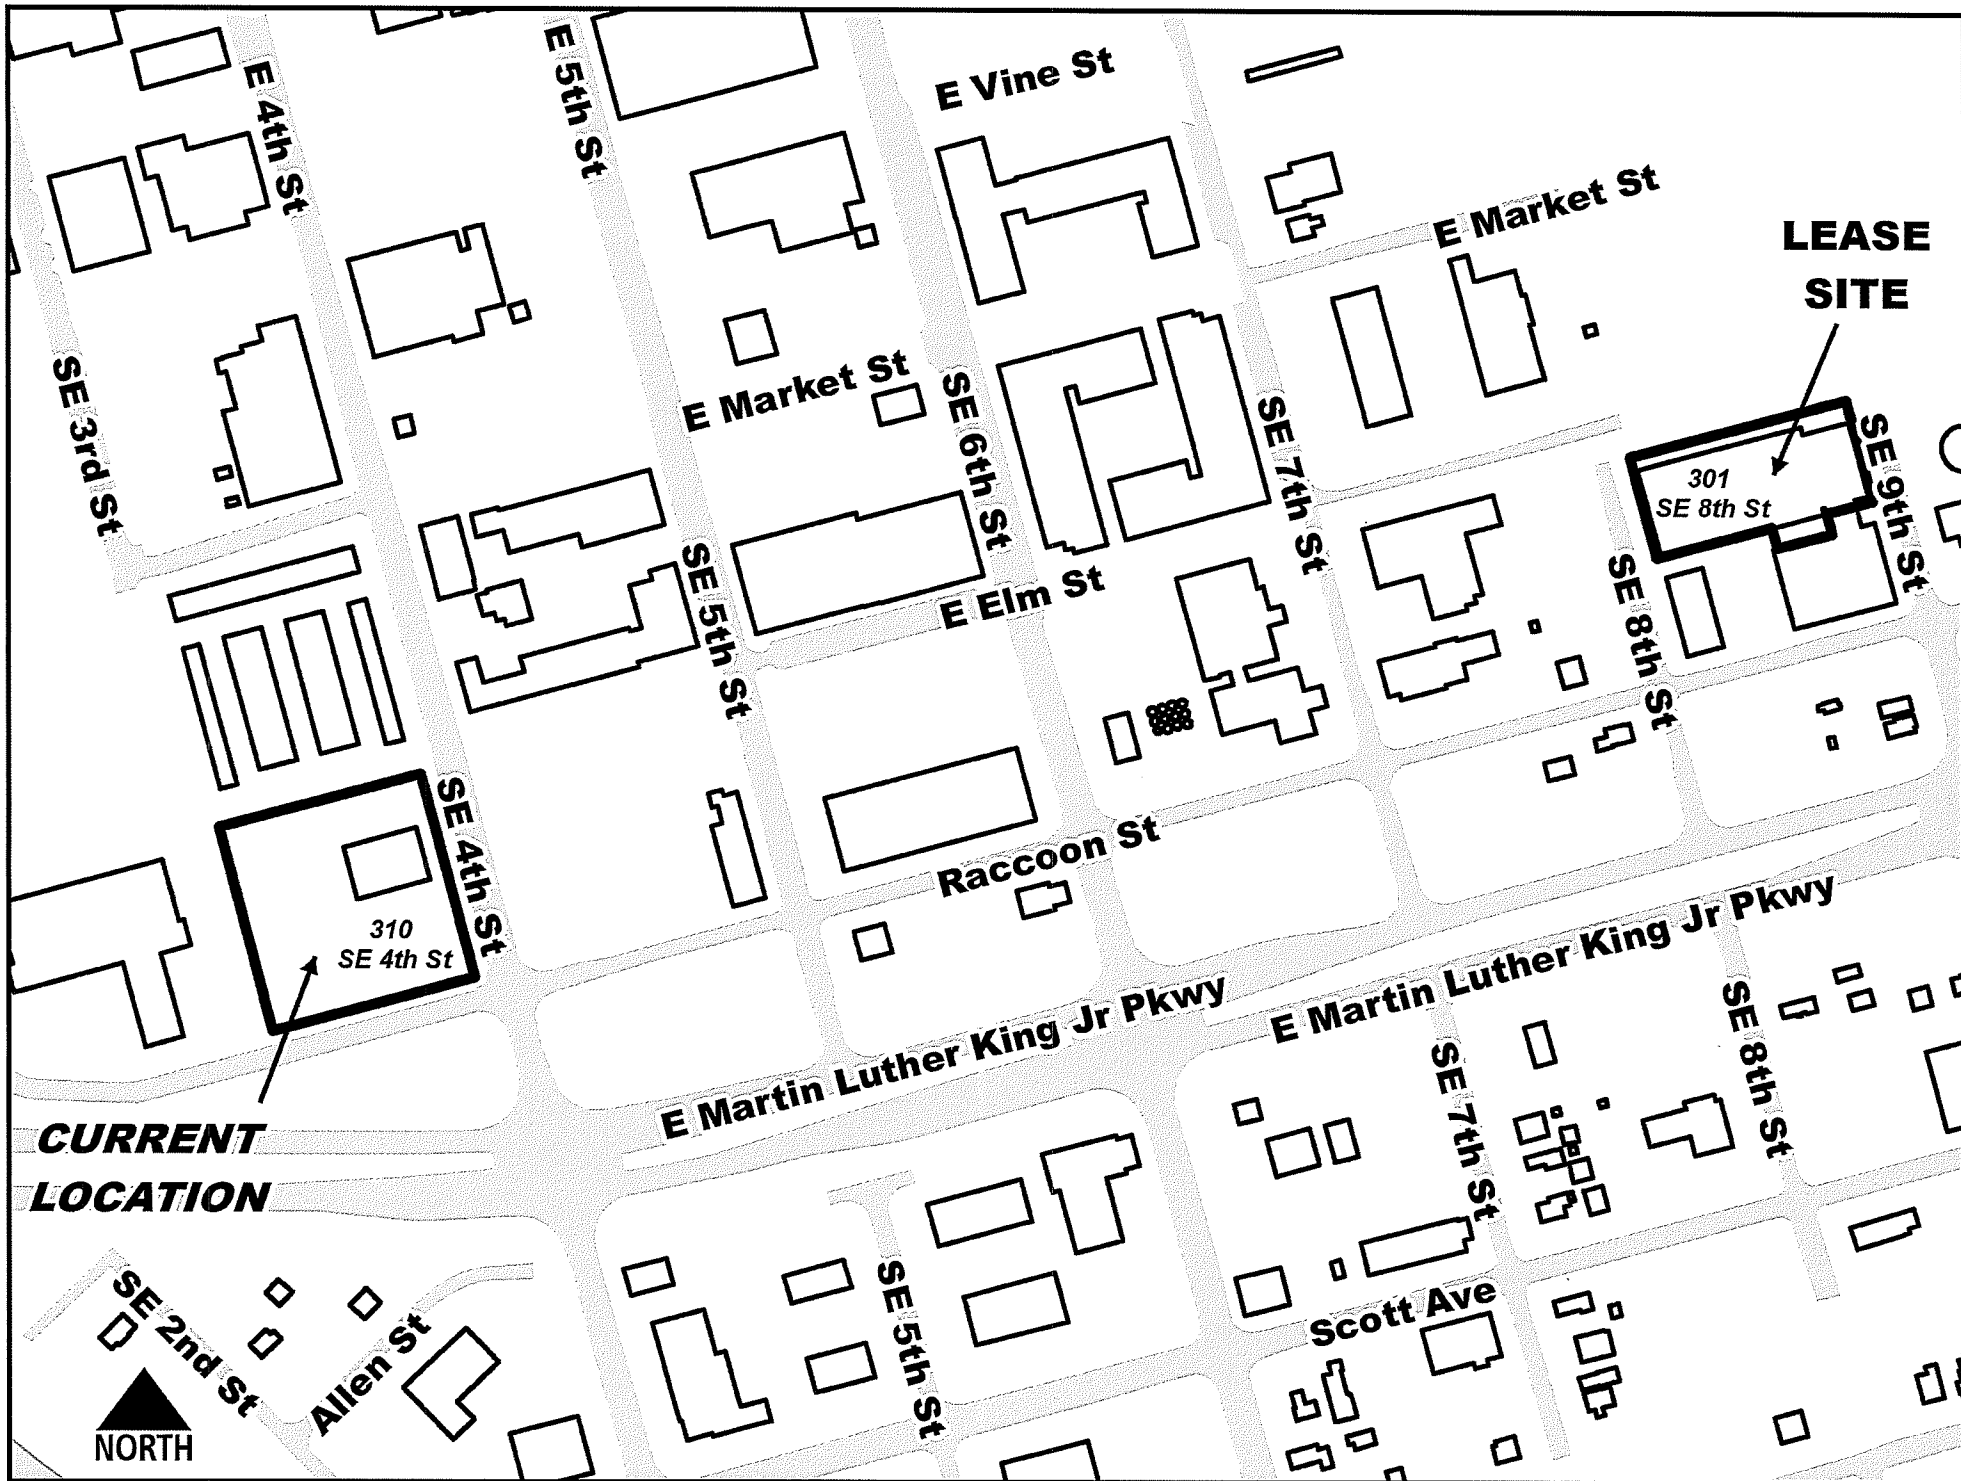 E 4th St
E 5th St
E Vine St
E Market St
LEASE
SITE
SE 3rd St
E Market St
SE 6th St
SE 7th St
301
SE 8th St
SE 9th St
SE 5th St
E Elm St
SE 8th St
SE 4th St
Raccoon St
310
SE 4th St
E Martin Luther King Jr Pkwy
E Martin Luther King Jr Pkwy
SE 7th St
SE 8th St
CURRENT
LOCATION
SE 2nd St
Allen St
SE 5th St
Scott Ave
NORTH